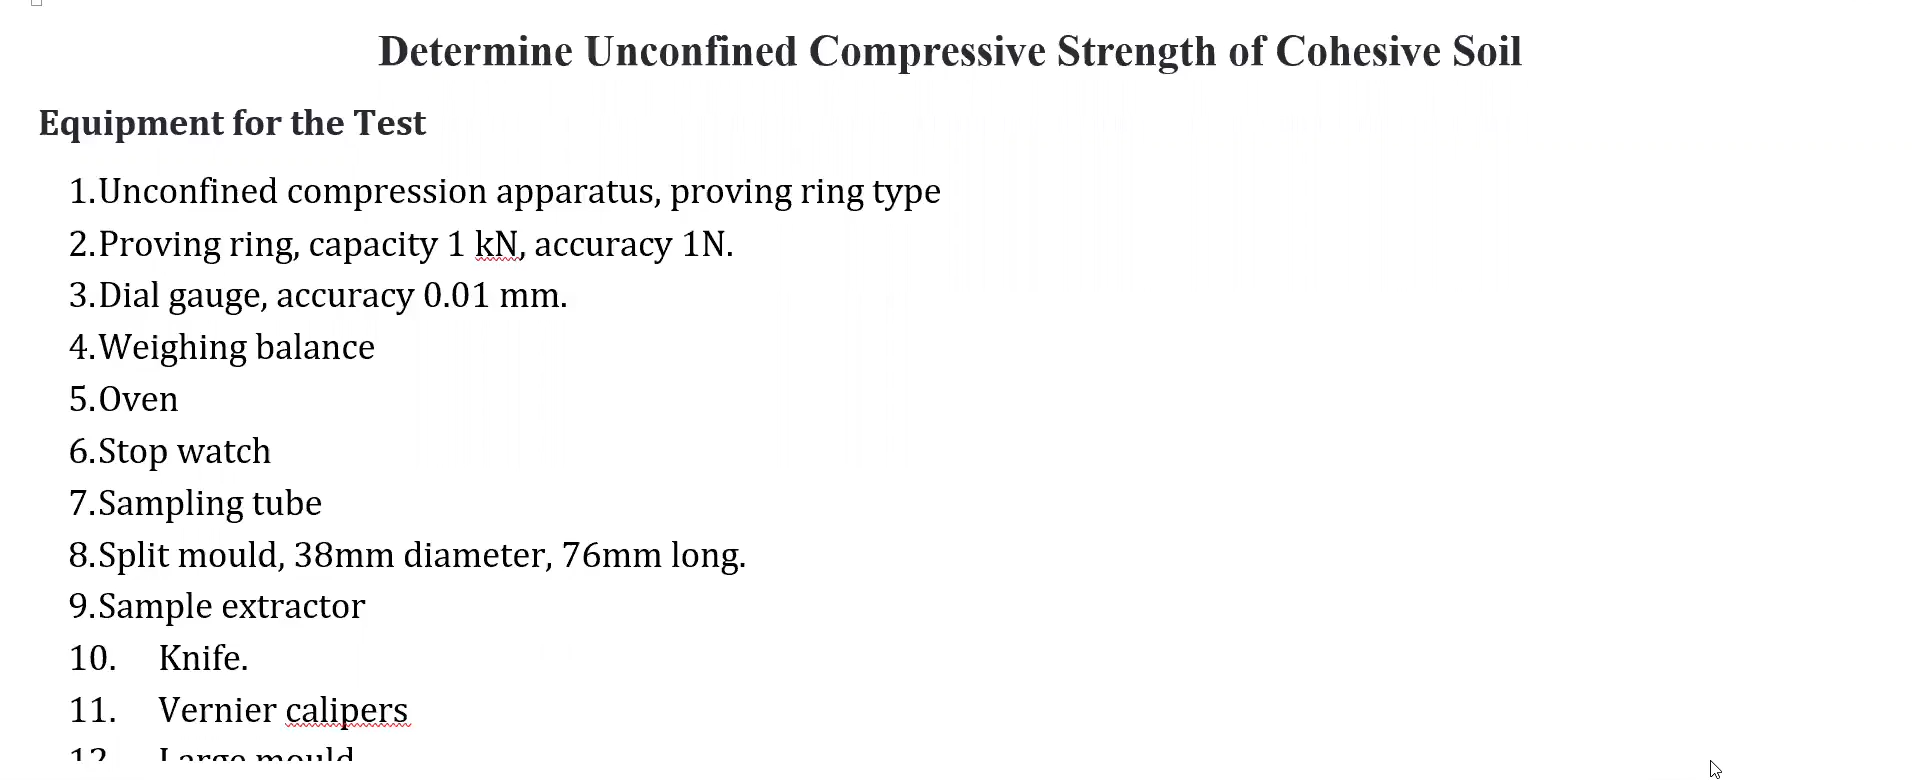 Determine Unconfined Compressive Strength of Cohesive Soil
Equipment for the Test
1.Unconfined compression apparatus, proving ring type
2.Proving ring, capacity 1 kN, accuracy 1N.
3.Dial gauge, accuracy 0.01 mm.
4.Weighing balance
5.Oven
6.Stop watch
7.Sampling tube
8.Split mould, 38mm diameter, 76mm long.
9.Sample extractor
10. Knife.
11. Vernier calipers
12. Large mould